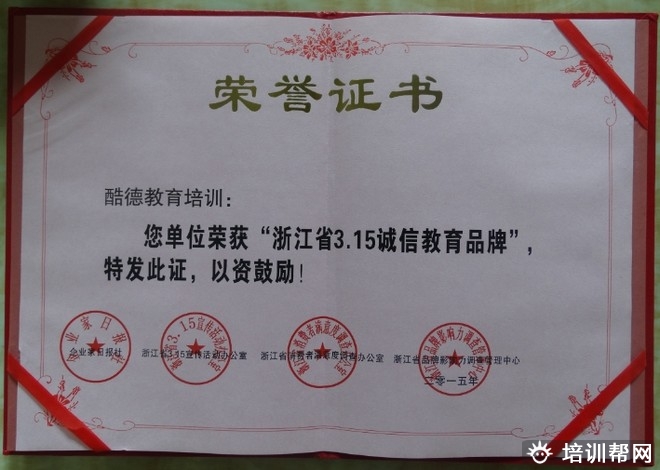 荣誉证书
酷德教育培训：
您单位荣获“浙江省3.15诚信教育品牌”，
特发此证，以资鼓励！
企业家日报社 浙江省3.15宣传活动办公室 浙江省消费者满意度调查办公室 浙江省品牌影响力调查管理中心
二〇一五年
培训帮网